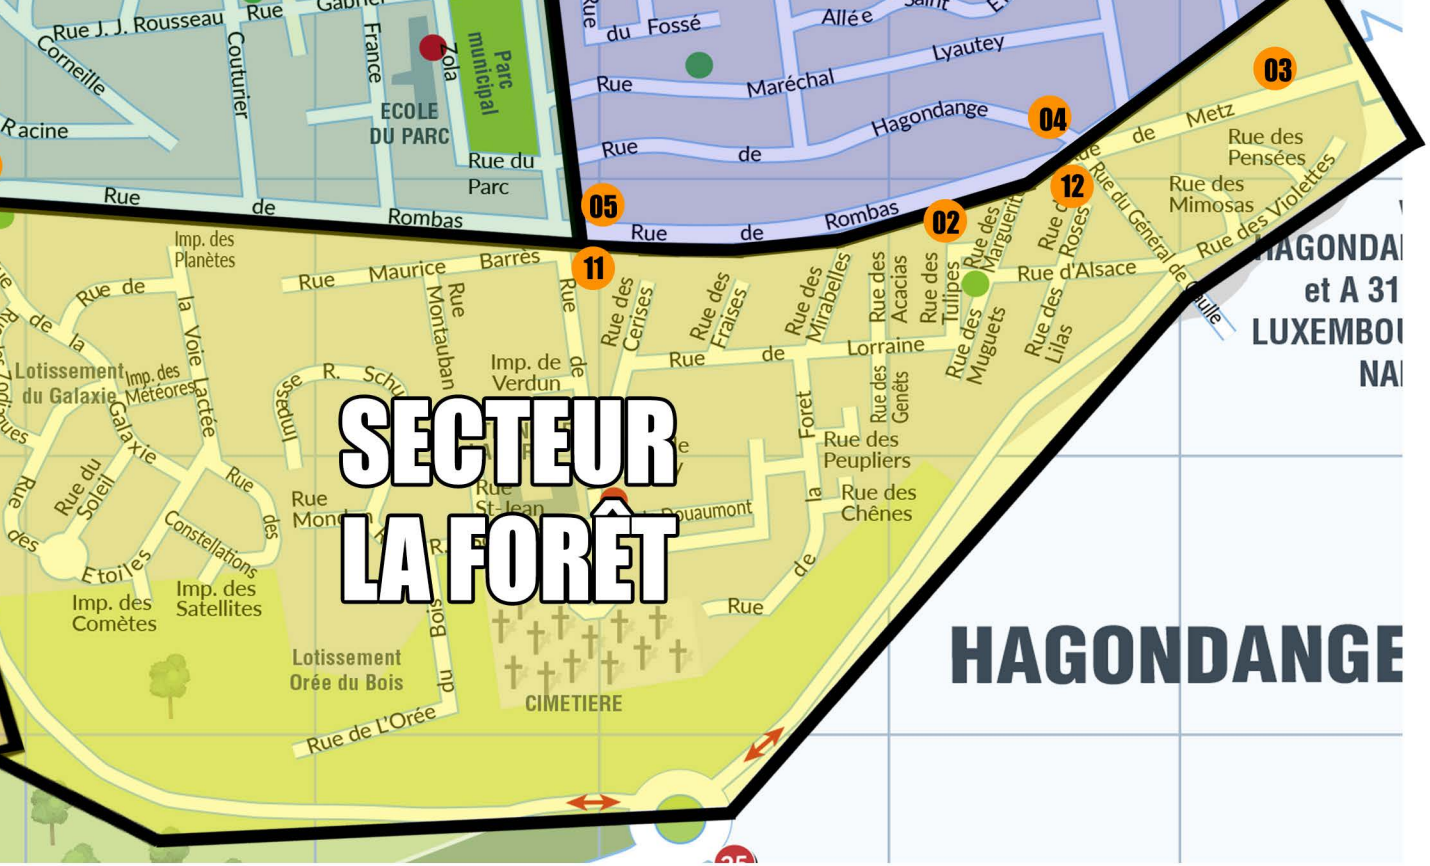 Rue J. J. Rousseau
Rue
Corneille
Couturier
France
Zola
Parc
municipal
ECOLE
DU PARC
Racine
Rue du
Parc
Rue
de
Rombas
Rue
du
Fossé
Allée
Saint
Rue
Maréchal
Lyautey
Rue
de
Hagondange
04
05
Rue
de
Rombas
02
03
Rue de Metz
12
11
Rue des
Pensées
Rue des
Mimosas
Rue des Violettes
Rue du Général de Gaulle
Rue d'Alsace
Roses
Rue des
Lilas
Rue des
Tulipes
Rue des
Muguets
Rue des
Acacias
Rue des
Mirabelles
Rue des
Fraises
Rue des
Cerises
Rue
de
Lorraine
Rue des
Genêts
Imp. des
Planètes
Rue Maurice Barrès
Rue
Montauban
Rue
de
Rue de
la Voie Lactée
de
la
Galaxie
Lotissement
du Galaxie
Imp. des
Météores
Impasse
R.
Imp. de
Verdun
SECTEUR
LA FORÊT
Rue du
Soleil
Rue
des
Constellations
Rue
des
Etoiles
Imp. des
Comètes
Imp. des
Satellites
Rue
Rue
St-Jean
Douaumont
Foret
la
de
Rue
Rue des
Peupliers
Rue des
Chênes
Lotissement
Orée du Bois
Bois
du
Rue de L'Orée
CIMETIERE
et A 31
HAGONDANGE